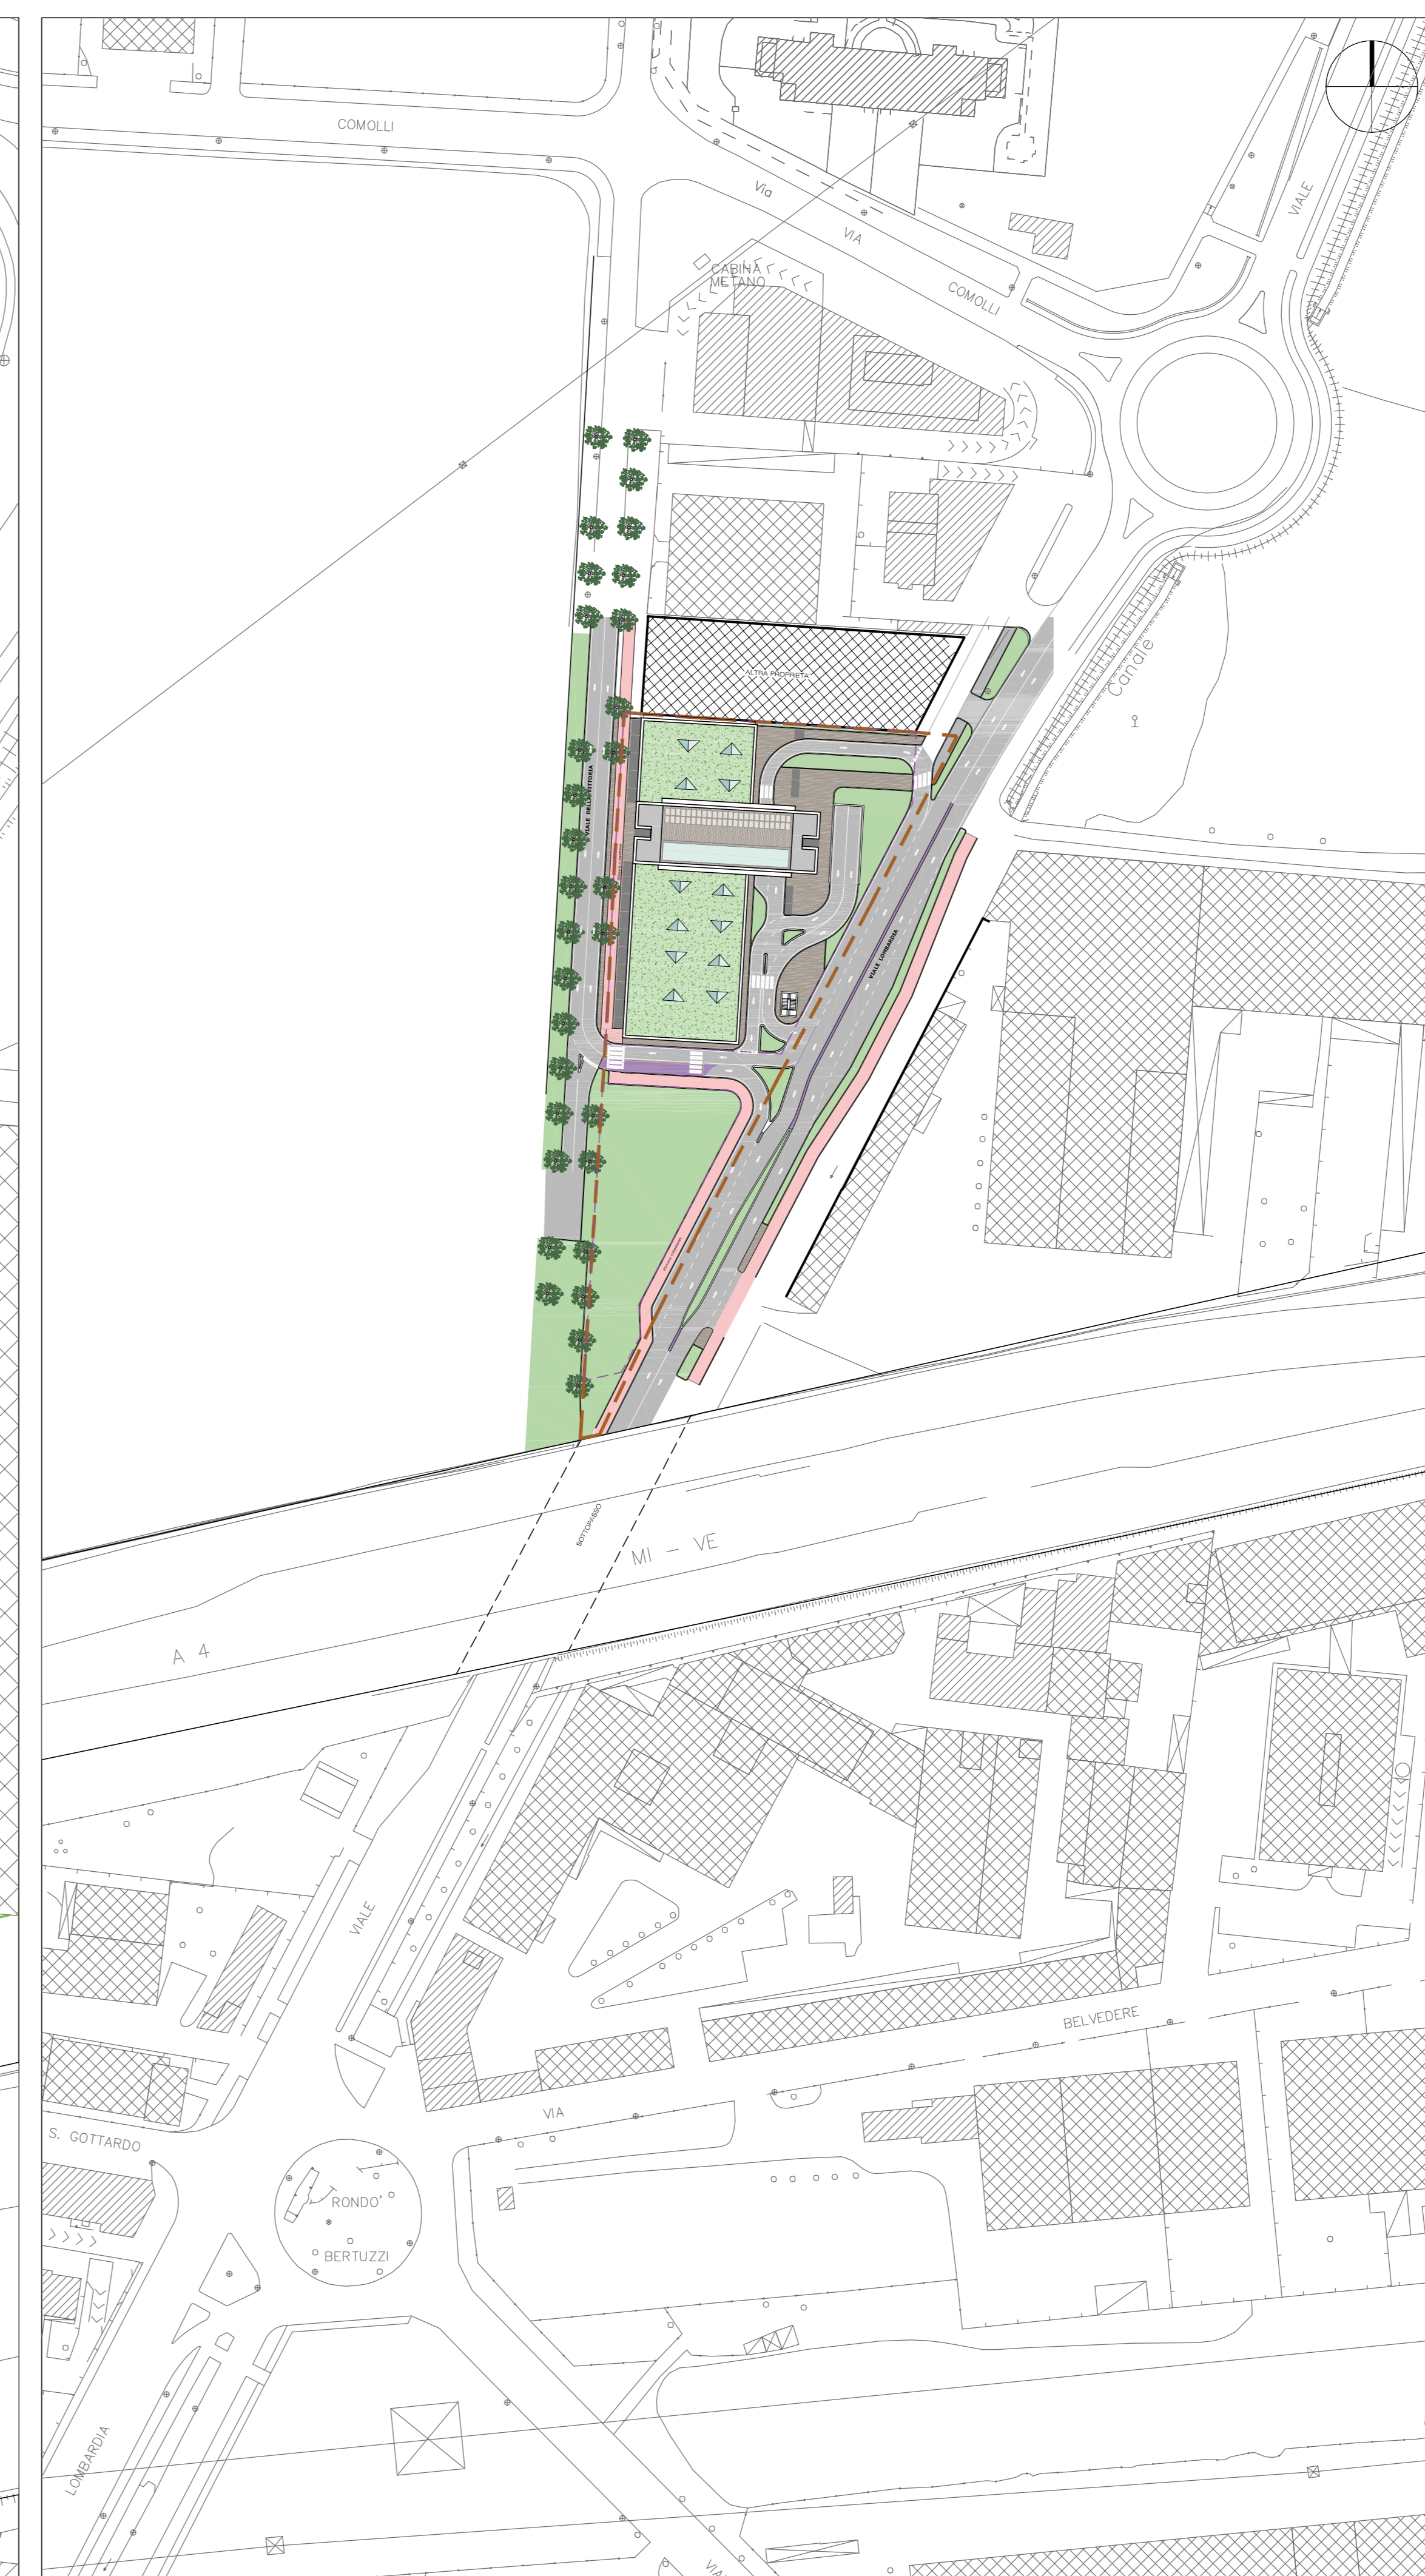 COMOLLI
Via
VIA
COMOLLI
VIALE
CABINA
METANO
Canale
ALTRA PROPRIETA'
VIALE DELLA VITTORIA
VIALE LOMBARDIA
SOTTOPASSO
MI - VE
A 4
VIALE
BELVEDERE
VIA
S. GOTTARDO
RONDO'
BERTUZZI
LOMBARDIA
VIA